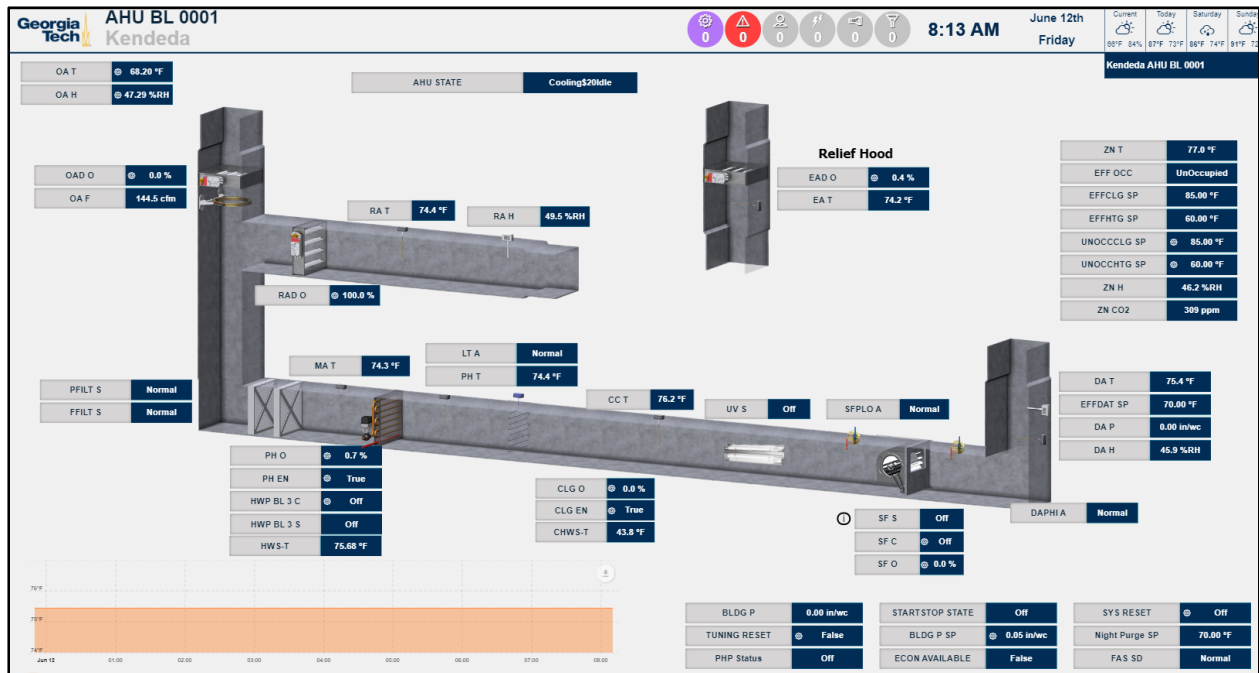 Georgia Tech
AHU BL 0001
Kendeda
0 0 0 0 0 0
8:13 AM
June 12th
Friday
Current Today Saturday Sunday
66°F 84% 87°F 73°F 86°F 74°F 91°F
Kendeda AHU BL 0001
OA T 68.20 °F
OA H 47.29 %RH
AHU STATE Cooling$20Idle
OAD O 0.0 %
OA F 144.5 cfm
RA T 74.4 °F
RA H 49.5 %RH
RAD O 100.0 %
Relief Hood
EAD O 0.4 %
EA T 74.2 °F
ZN T 77.0 °F
EFF OCC UnOccupied
EFFCLG SP 85.00 °F
EFFHTG SP 60.00 °F
UNOCCCLG SP 85.00 °F
UNOCCHTG SP 60.00 °F
ZN H 46.2 %RH
ZN CO2 309 ppm
MA T 74.3 °F
LT A Normal
PH T 74.4 °F
PFILT S Normal
FFILT S Normal
CC T 76.2 °F
UV S Off
SFPLO A Normal
DA T 75.4 °F
EFFDAT SP 70.00 °F
DA P 0.00 in/wc
DA H 45.9 %RH
PH O 0.7 %
PH EN True
HWP BL 3 C Off
HWP BL 3 S Off
HWS-T 75.68 °F
CLG O 0.0 %
CLG EN True
CHWS-T 43.8 °F
SF S Off
SF C Off
SF O 0.0 %
DAPHI A Normal
76°F
75°F
74°F
Jun 12 01:00 02:00 03:00 04:00 05:00 06:00 07:00 08:00
BLDG P 0.00 in/wc
TUNING RESET False
PHP Status Off
STARTSTOP STATE Off
BLDG P SP 0.05 in/wc
ECON AVAILABLE False
SYS RESET Off
Night Purge SP 70.00 °F
FAS SD Normal